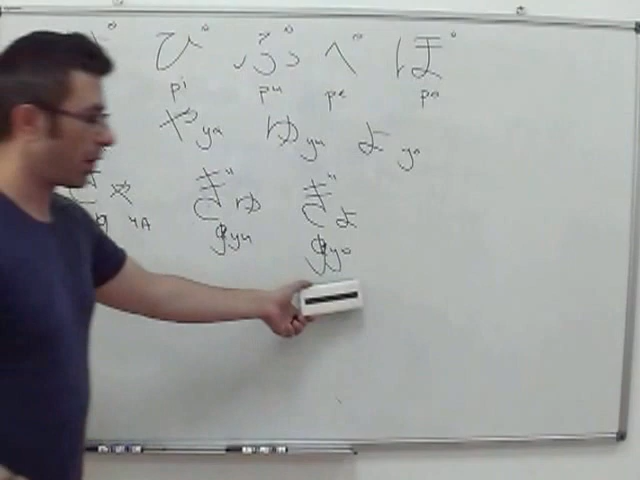 ぴ ぷ ぺ ぽ
pi pu pe po
や ya ゆ yu よ yo
ゃ ぎゅ ぎょ
YA gyu gyo